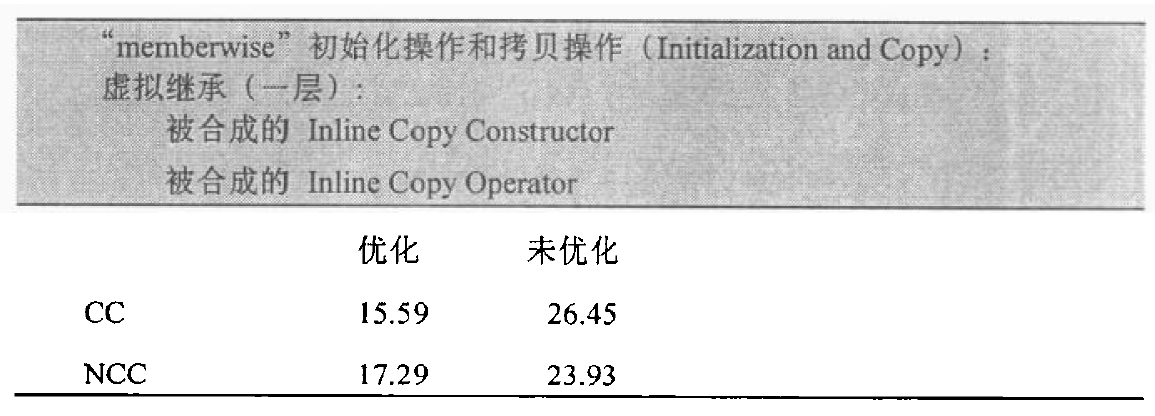 “memberwise”初始化操作和拷贝操作（Initialization and Copy）：
虚拟继承（一层）：
被合成的 Inline Copy Constructor
被合成的 Inline Copy Operator
优化 未优化
CC 15.59 26.45
NCC 17.29 23.93